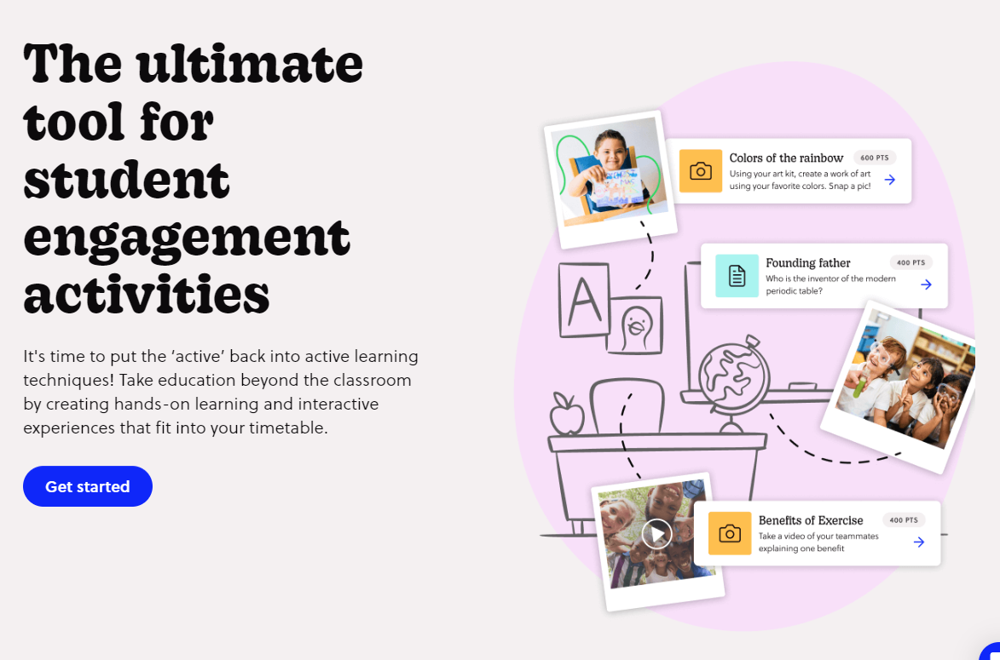 The ultimate
tool for
student
engagement
activities
It's time to put the ‘active’ back into active learning
techniques! Take education beyond the classroom
by creating hands-on learning and interactive
experiences that fit into your timetable.
Get started
Colors of the rainbow
600 PTS
Using your art kit, create a work of art
using your favorite colors. Snap a pic!
A
Founding father
400 PTS
Who is the inventor of the modern
periodic table?
Benefits of Exercise
400 PTS
Take a video of your teammates
explaining one benefit